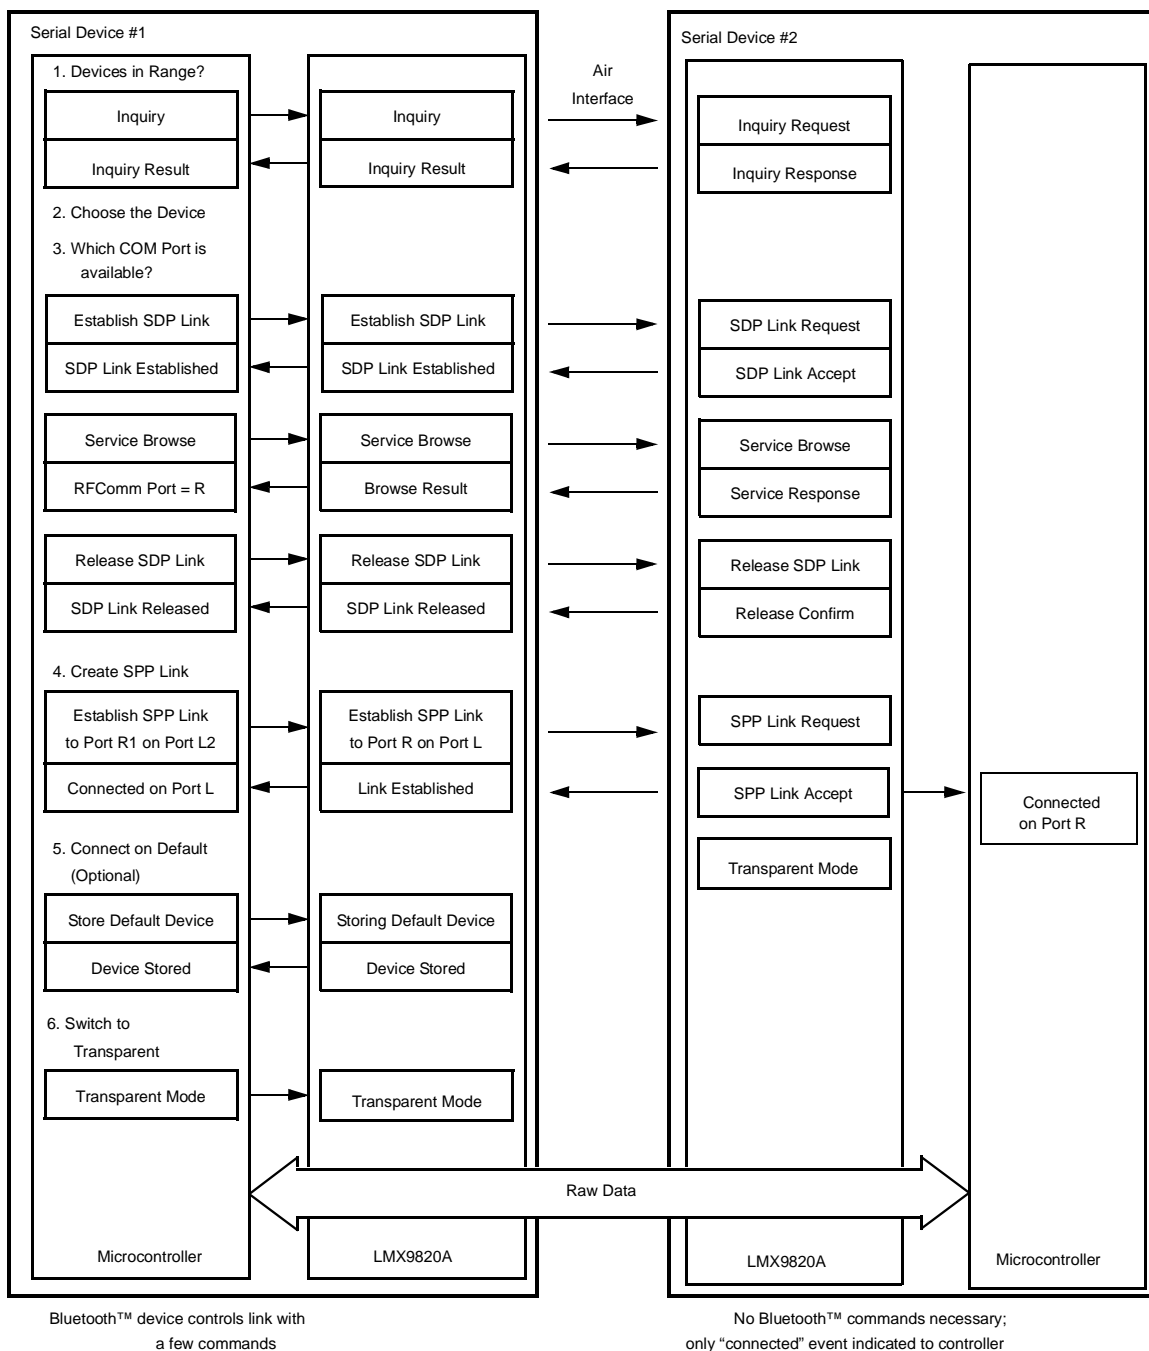 Serial Device #1
1. Devices in Range?
Inquiry
Inquiry Result
2. Choose the Device
3. Which COM Port is
available?
Establish SDP Link
SDP Link Established
Service Browse
RFComm Port = R
Release SDP Link
SDP Link Released
4. Create SPP Link
Establish SPP Link
to Port R1 on Port L2
Connected on Port L
5. Connect on Default
(Optional)
Store Default Device
Device Stored
6. Switch to
Transparent
Transparent Mode
Microcontroller
Inquiry
Inquiry Result
Establish SDP Link
SDP Link Established
Service Browse
Browse Result
Release SDP Link
SDP Link Released
Establish SPP Link
to Port R on Port L
Link Established
Storing Default Device
Device Stored
Transparent Mode
LMX9820A
Air
Interface
Raw Data
Serial Device #2
Inquiry Request
Inquiry Response
SDP Link Request
SDP Link Accept
Service Browse
Service Response
Release SDP Link
Release Confirm
SPP Link Request
SPP Link Accept
Transparent Mode
LMX9820A
Connected
on Port R
Microcontroller
Bluetooth™ device controls link with
a few commands
No Bluetooth™ commands necessary;
only “connected” event indicated to controller